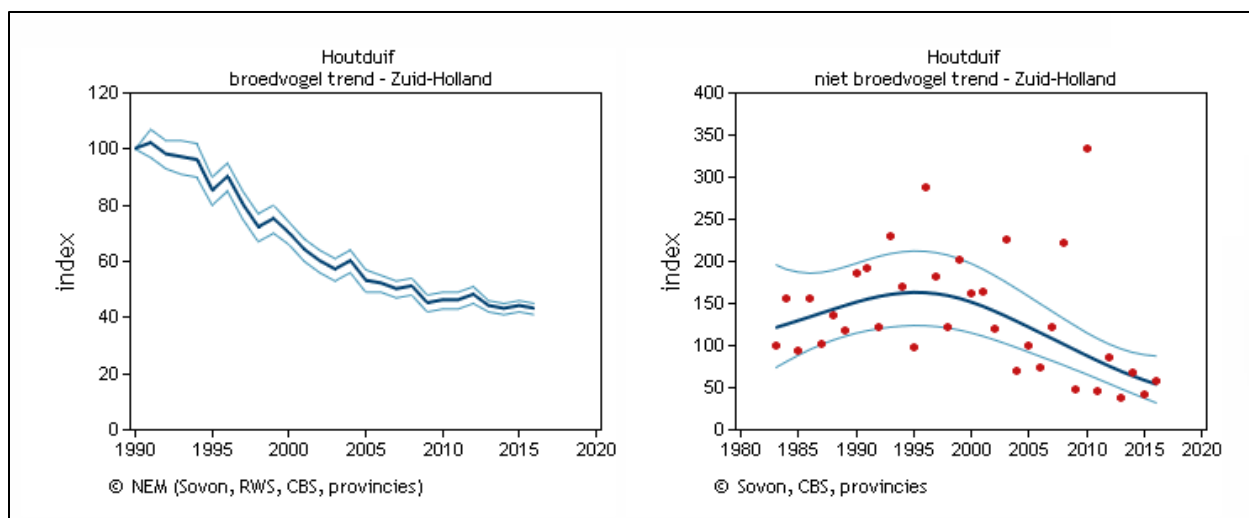 Houtduif
broedvogel trend - Zuid-Holland
120
100
80
60
40
20
0
index
1990 1995 2000 2005 2010 2015 2020
© NEM (Sovon, RWS, CBS, provincies)
Houtduif
niet broedvogel trend - Zuid-Holland
400
350
300
250
200
150
100
50
0
index
1980 1985 1990 1995 2000 2005 2010 2015 2020
© Sovon, CBS, provincies